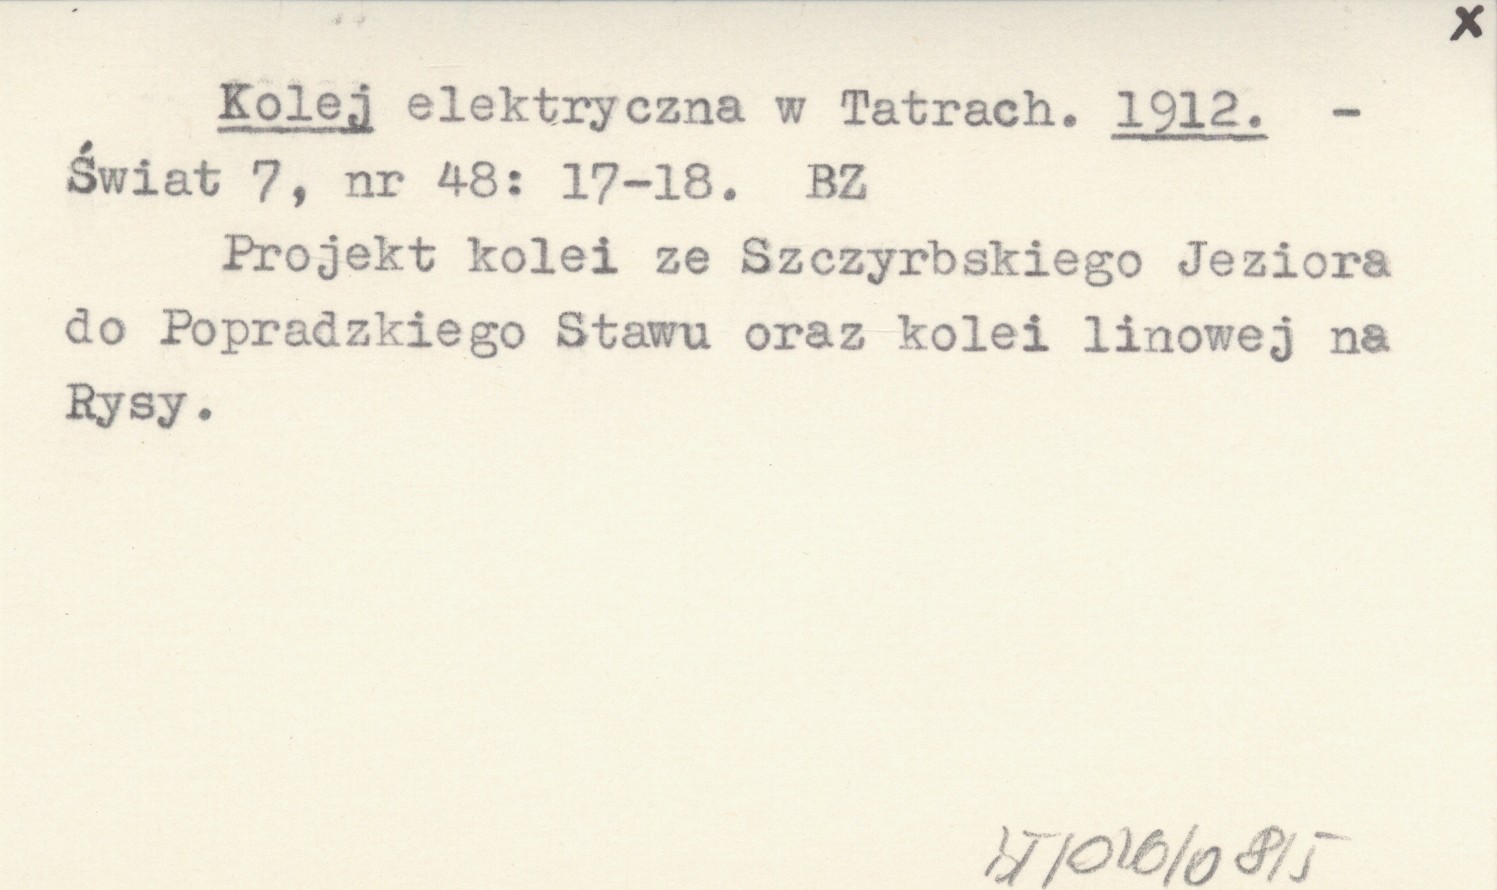 x
Kolej elektryczna w Tatrach. 1912. -
Świat 7, nr 48: 17-18. BZ
Projekt kolei ze Szczyrbskiego Jeziora
do Popradzkiego Stawu oraz kolei linowej na
Rysy.